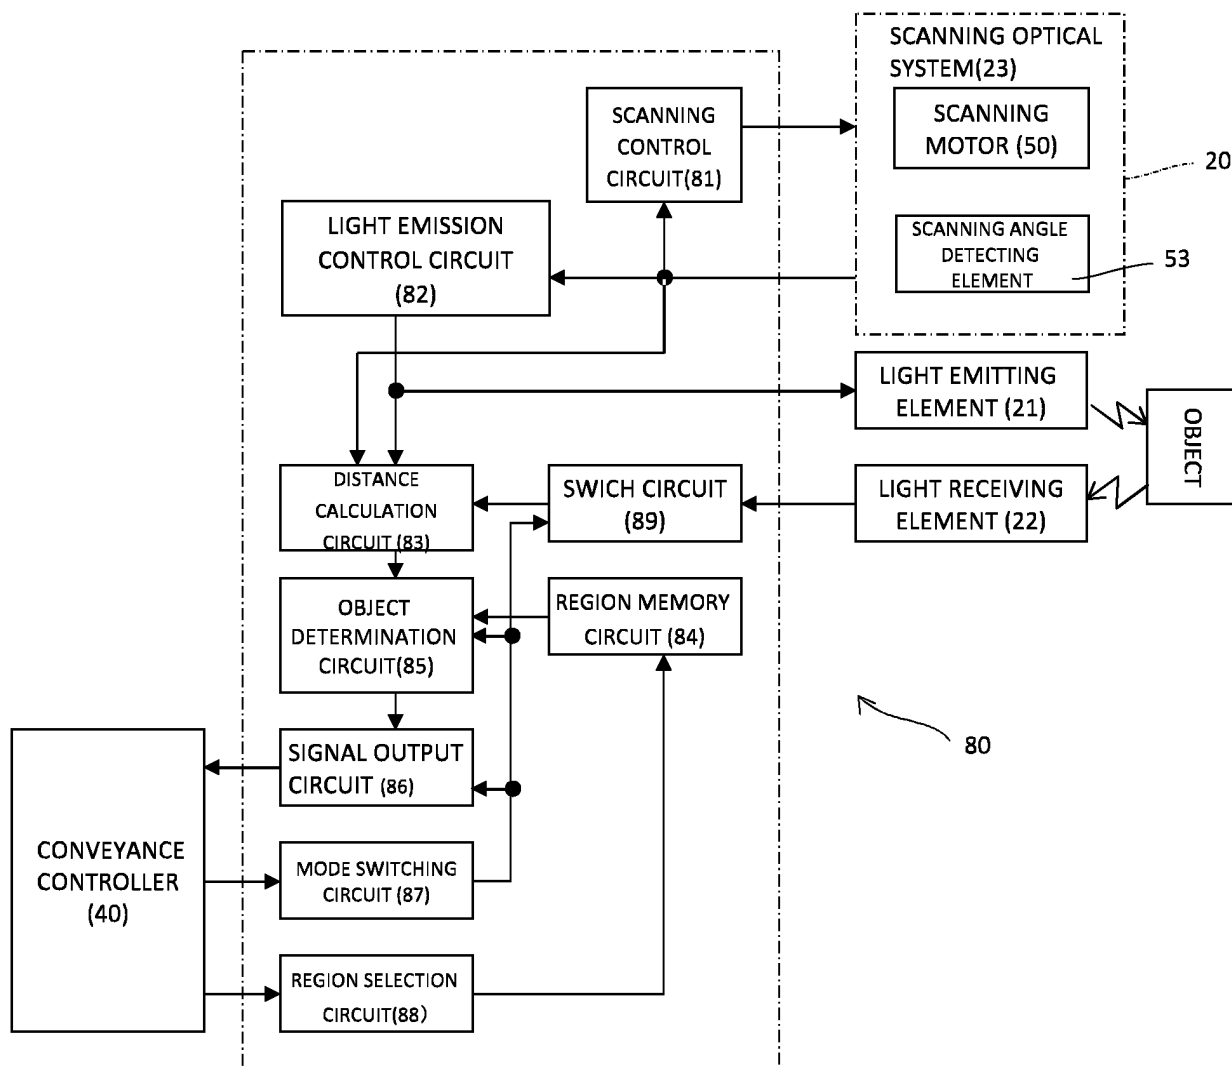 SCANNING OPTICAL
SYSTEM(23)
SCANNING
MOTOR (50)
20
SCANNING ANGLE
DETECTING
ELEMENT
53
SCANNING
CONTROL
CIRCUIT(81)
LIGHT EMISSION
CONTROL CIRCUIT
(82)
LIGHT EMITTING
ELEMENT (21)
OBJECT
DISTANCE
CALCULATION
CIRCUIT (83)
SWICH CIRCUIT
(89)
LIGHT RECEIVING
ELEMENT (22)
OBJECT
DETERMINATION
CIRCUIT(85)
REGION MEMORY
CIRCUIT (84)
SIGNAL OUTPUT
CIRCUIT (86)
80
CONVEYANCE
CONTROLLER
(40)
MODE SWITCHING
CIRCUIT (87)
REGION SELECTION
CIRCUIT(88)